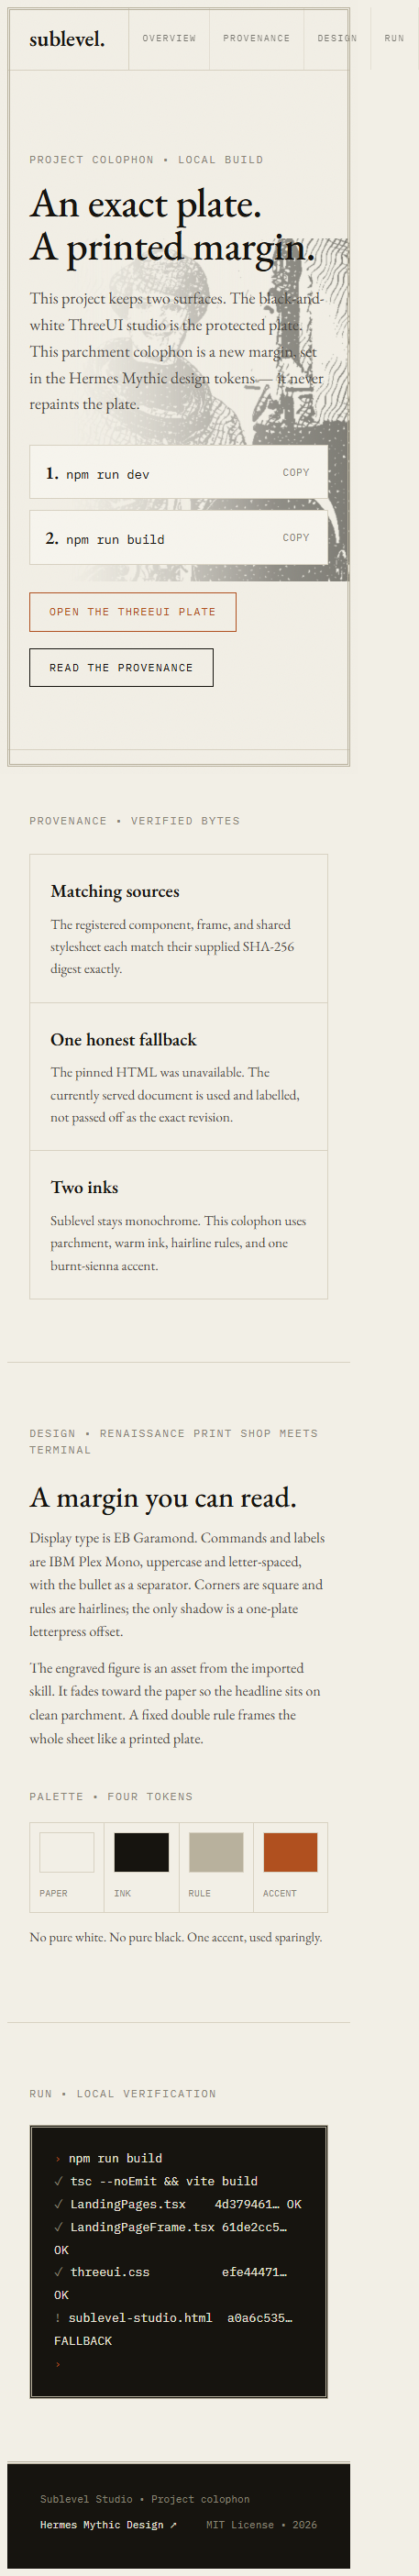 sublevel.
OVERVIEW
PROVENANCE
DESIGN
RUN
PROJECT COLOPHON • LOCAL BUILD
An exact plate.
A printed margin.
This project keeps two surfaces. The black-and-
white ThreeUI studio is the protected plate.
This parchment colophon is a new margin, set
in the Hermes Mythic design tokens — it never
repaints the plate.
1. npm run dev COPY
2. npm run build COPY
OPEN THE THREEUI PLATE
READ THE PROVENANCE
PROVENANCE • VERIFIED BYTES
Matching sources
The registered component, frame, and shared
stylesheet each match their supplied SHA-256
digest exactly.
One honest fallback
The pinned HTML was unavailable. The
currently served document is used and labelled,
not passed off as the exact revision.
Two inks
Sublevel stays monochrome. This colophon uses
parchment, warm ink, hairline rules, and one
burnt-sienna accent.
DESIGN • RENAISSANCE PRINT SHOP MEETS
TERMINAL
A margin you can read.
Display type is EB Garamond. Commands and labels
are IBM Plex Mono, uppercase and letter-spaced,
with the bullet as a separator. Corners are square and
rules are hairlines; the only shadow is a one-plate
letterpress offset.
The engraved figure is an asset from the imported
skill. It fades toward the paper so the headline sits on
clean parchment. A fixed double rule frames the
whole sheet like a printed plate.
PALETTE • FOUR TOKENS
PAPER
INK
RULE
ACCENT
No pure white. No pure black. One accent, used sparingly.
RUN • LOCAL VERIFICATION
› npm run build
✓ tsc --noEmit && vite build
✓ LandingPages.tsx 4d379461… OK
✓ LandingPageFrame.tsx 61de2cc5…
OK
✓ threeui.css efe44471…
OK
! sublevel-studio.html a0a6c535…
FALLBACK
›
Sublevel Studio • Project colophon
Hermes Mythic Design ↗ MIT License • 2026